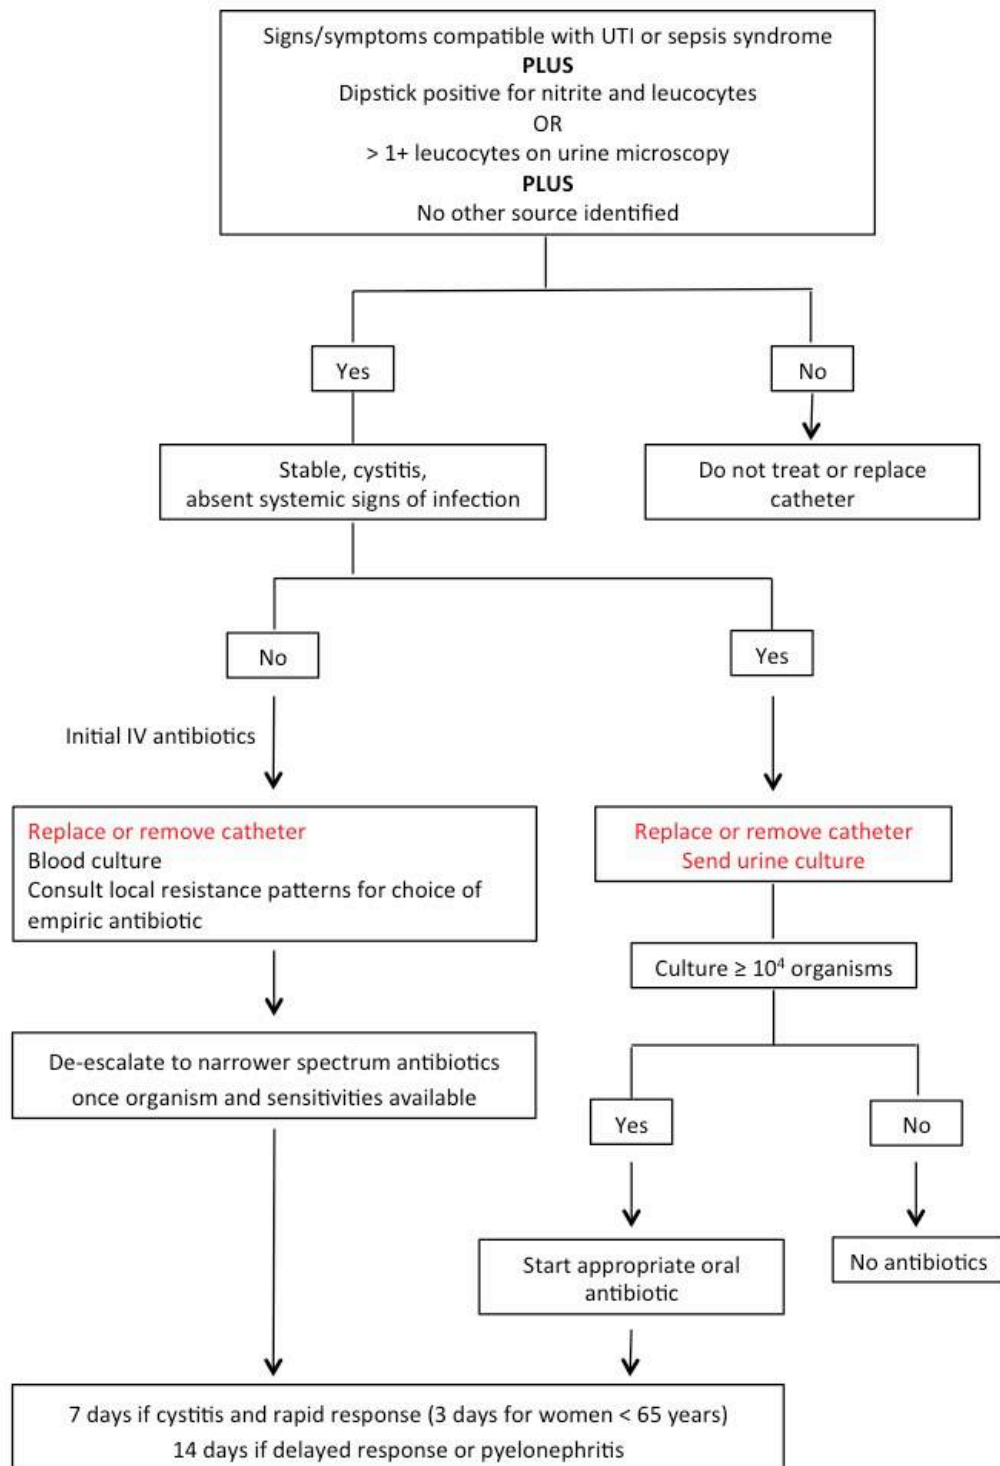 Signs/symptoms compatible with UTI or sepsis syndrome
PLUS
Dipstick positive for nitrite and leucocytes
OR
> 1+ leucocytes on urine microscopy
PLUS
No other source identified
Yes
No
Stable, cystitis,
absent systemic signs of infection
Do not treat or replace
catheter
No
Yes
Initial IV antibiotics
Replace or remove catheter
Blood culture
Consult local resistance patterns for choice of
empiric antibiotic
Replace or remove catheter
Send urine culture
Culture ≥ 10⁴ organisms
De-escalate to narrower spectrum antibiotics
once organism and sensitivities available
Yes
No
Start appropriate oral
antibiotic
No antibiotics
7 days if cystitis and rapid response (3 days for women < 65 years)
14 days if delayed response or pyelonephritis